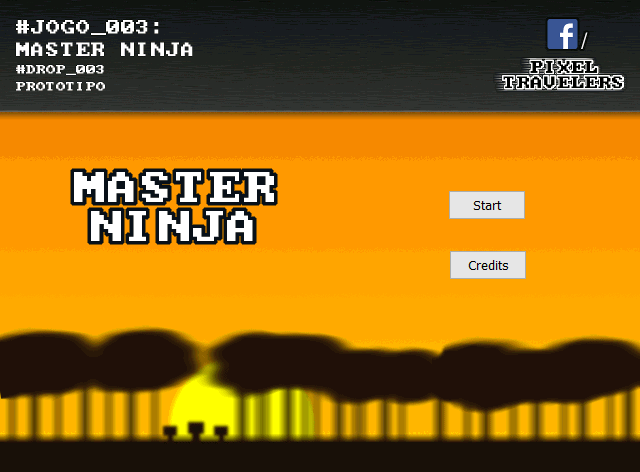 #JOGO_003:
MASTER NINJA
#DROP_003
PROTOTIPO
f/
PIXEL
TRAVELERS
MASTER
NINJA
Start
Credits